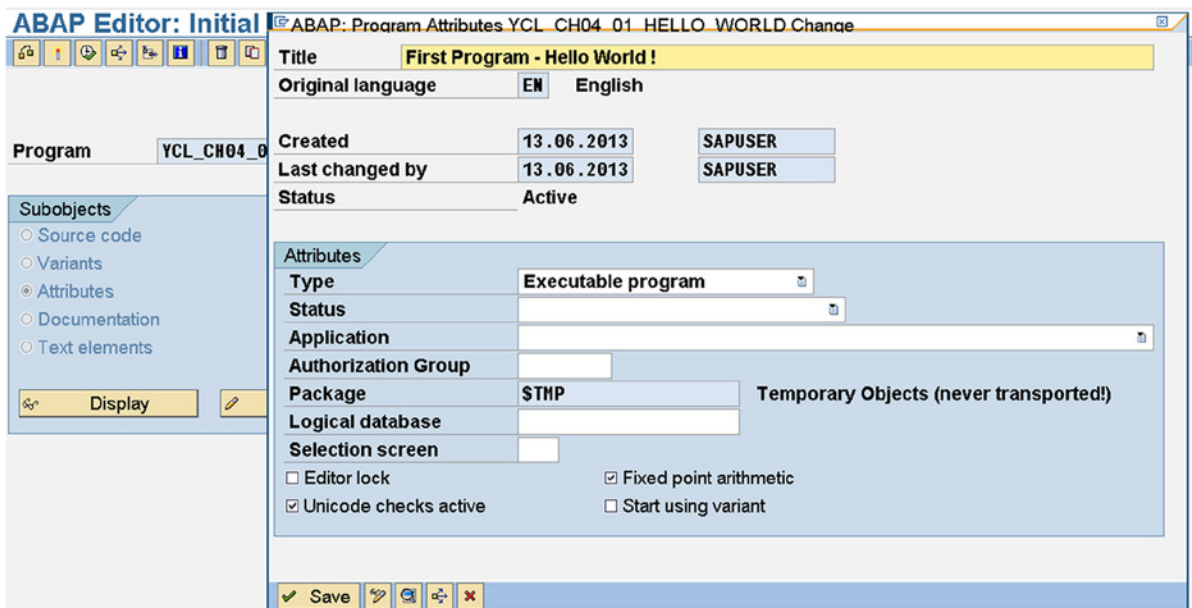 ABAP Editor: Initial
ABAP: Program Attributes YCL_CH04_01_HELLO_WORLD Change
Title First Program - Hello World !
Original language EN English
Program YCL_CH04_0
Created 13.06.2013 SAPUSER
Last changed by 13.06.2013 SAPUSER
Status Active
Subobjects
Source code
Variants
Attributes
Documentation
Text elements
Display
Attributes
Type Executable program
Status
Application
Authorization Group
Package $TMP Temporary Objects (never transported!)
Logical database
Selection screen
Editor lock Fixed point arithmetic
Unicode checks active Start using variant
Save